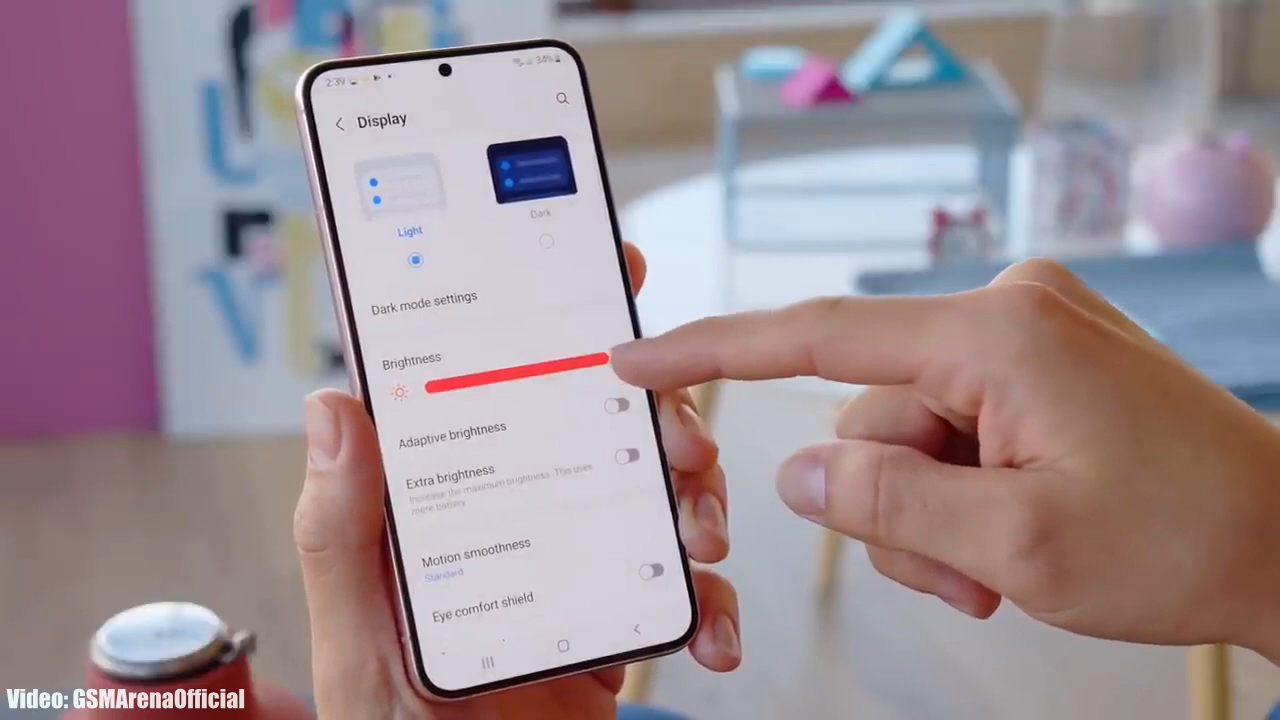 2:39
34%
Display
Light
Dark
Dark mode settings
Brightness
Adaptive brightness
Extra brightness
Increase the maximum brightness. This uses
more battery.
Motion smoothness
Standard
Eye comfort shield
Video: GSMArenaOfficial